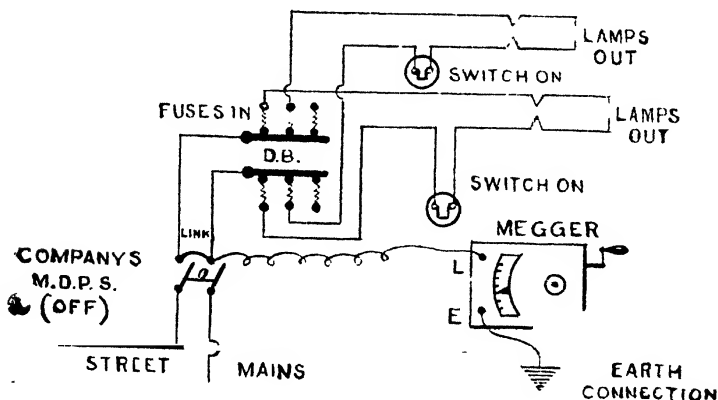 LAMPS
OUT
SWITCH ON
FUSES IN
LAMPS
OUT
D.B.
SWITCH ON
LINK
MEGGER
COMPANYS
M.D.P.S.
(OFF)
L
E
STREET
MAINS
EARTH
CONNECTION